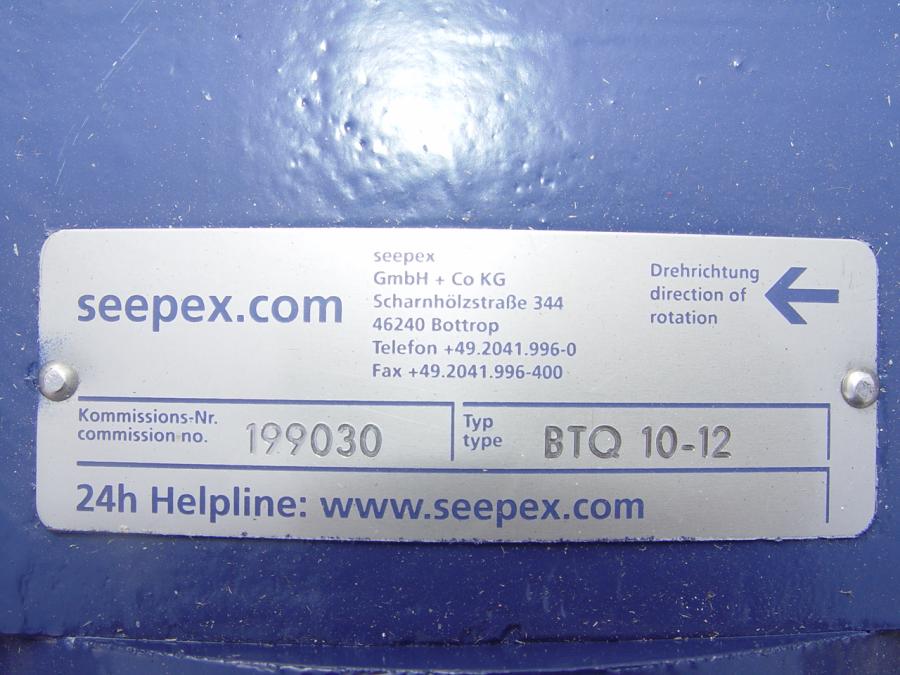 seepex.com
seepex
GmbH + Co KG
Scharnhölzstraße 344
46240 Bottrop
Telefon +49.2041.996-0
Fax +49.2041.996-400
Drehrichtung
direction of
rotation
Kommissions-Nr.
commission no. 199030
Typ
type BTQ 10-12
24h Helpline: www.seepex.com